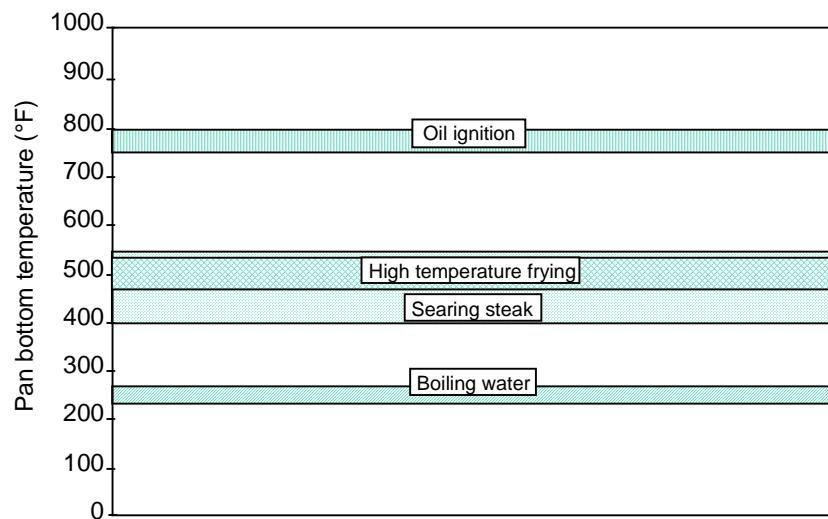 1000
900
800
700
600
500
400
300
200
100
0
Pan bottom temperature (°F)
Oil ignition
High temperature frying
Searing steak
Boiling water